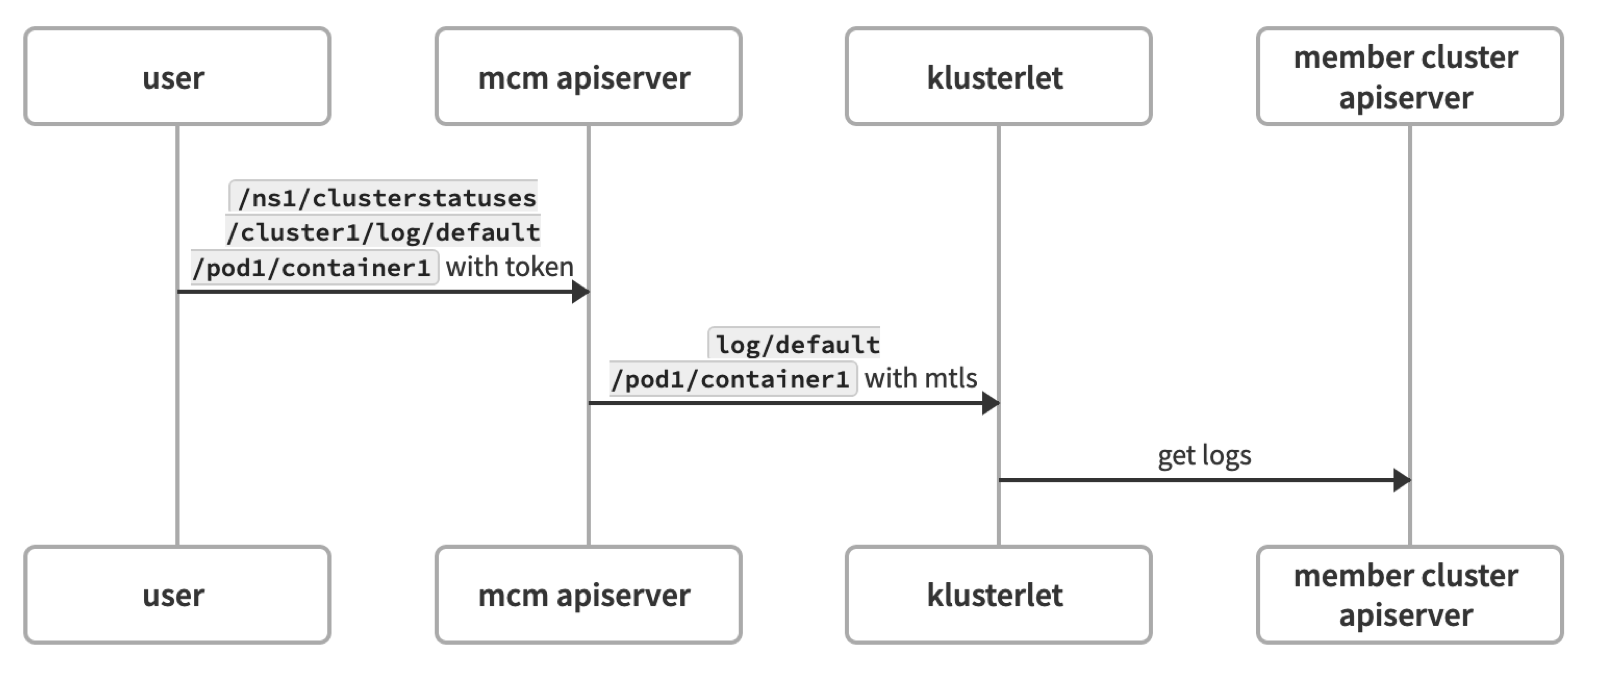 user
mcm apiserver
klusterlet
member cluster
apiserver
/ns1/clusterstatuses
/cluster1/log/default
/pod1/container1 with token
log/default
/pod1/container1 with mtls
get logs
user
mcm apiserver
klusterlet
member cluster
apiserver